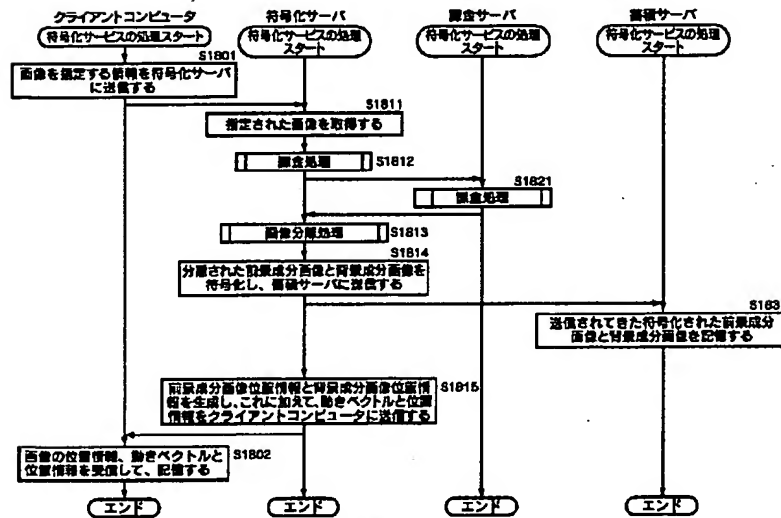 クライアントコンピュータ
符号化サーバ
課金サーバ
蓄積サーバ
符号化サービスの処理スタート
符号化サービスの処理
スタート
符号化サービスの処理
スタート
符号化サービスの処理
スタート
S1801
画像を指定する情報を符号化サーバ
に送信する
S1811
指定された画像を取得する
課金処理
S1812
S1821
課金処理
画像分離処理
S1813
S1814
分離された前景成分画像と背景成分画像を
符号化し、蓄積サーバに送信する
S183
送信されてきた符号化された前景成分
画像と背景成分画像を記憶する
前景成分画像位置情報と背景成分画像位置情
報を生成し、これに加えて、動きベクトルと位置
情報をクライアントコンピュータに送信する
S1815
画像の位置情報、動きベクトルと
位置情報を受信して、記憶する
S1802
エンド
エンド
エンド
エンド